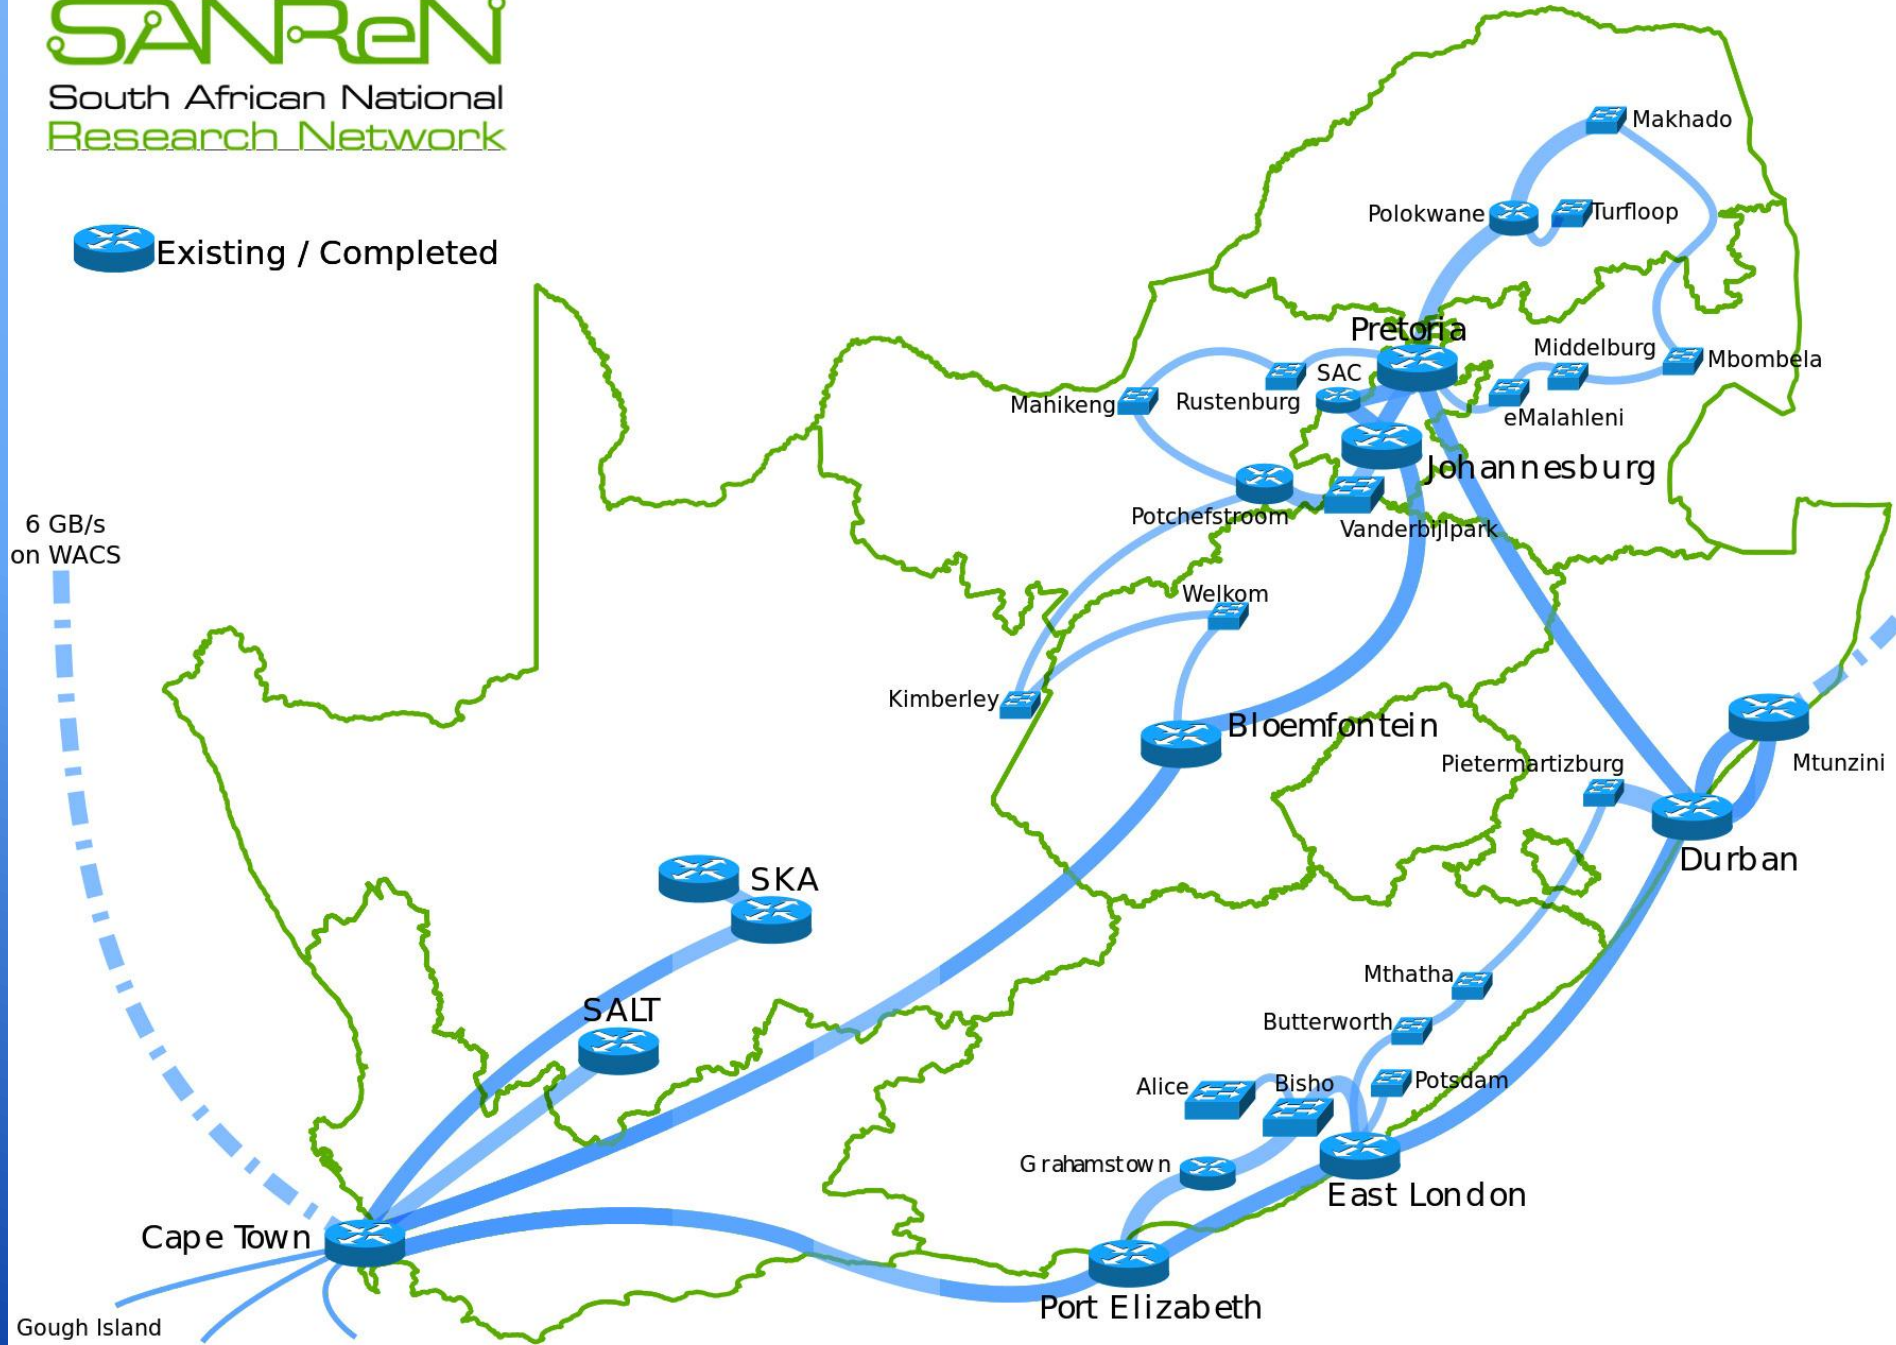 SANReN
South African National
Research Network
Existing / Completed
Makhado
Polokwane
Turfloop
Pretoria
Middelburg
Mbombela
SAC
Mahikeng
Rustenburg
eMalahleni
Johannesburg
Potchefstroom
Vanderbijlpark
6 GB/s
on WACS
Welkom
Kimberley
Bloemfontein
Pietermartizburg
Mtunzini
Durban
SKA
Mthatha
SALT
Butterworth
Alice
Bisho
Potsdam
Grahamstown
East London
Cape Town
Port Elizabeth
Gough Island